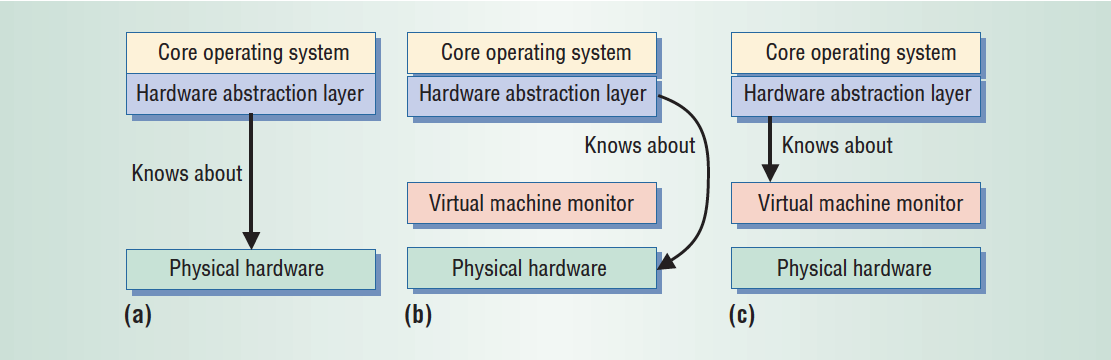 Core operating system
Hardware abstraction layer
Knows about
Physical hardware
(a)
Core operating system
Hardware abstraction layer
Knows about
Virtual machine monitor
Physical hardware
(b)
Core operating system
Hardware abstraction layer
Knows about
Virtual machine monitor
Physical hardware
(c)